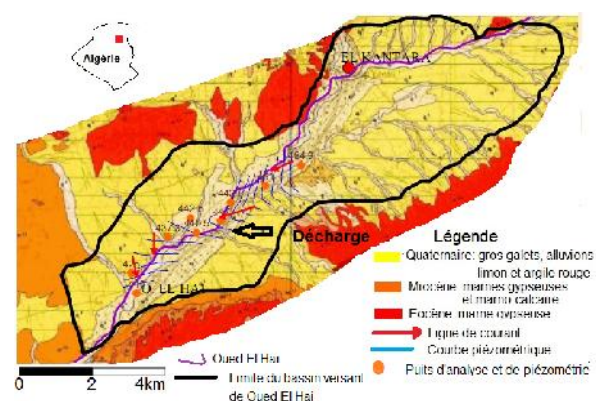 Algérie
EL KANTARA
Décharge
O. EL HAI
Légende
Quaternaire: gros galets, alluvions
limon et argile rouge
Miocène: marnes gypseuses
et marno calcaire
Eocène: marne gypseuse
Ligne de courant
Courbe piézométrique
Puits d'analyse et de piézométrie
Oued El Hai
Limite du bassin versant
de Oued El Hai
0 2 4km